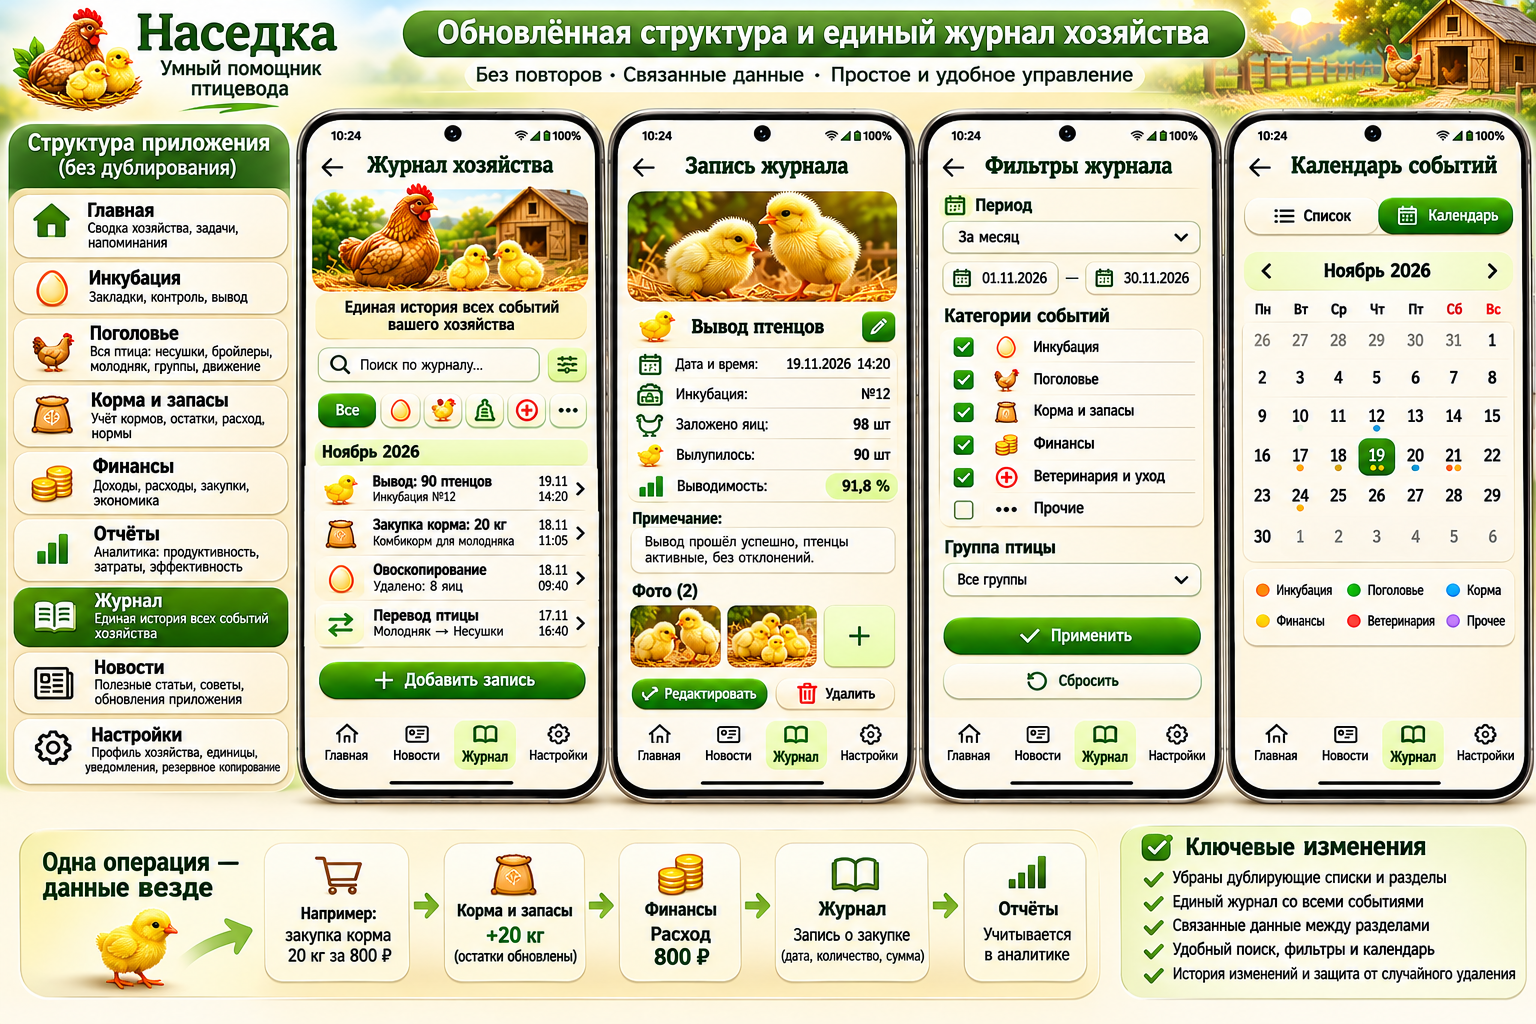 Наседка
Умный помощник
птицевода
Обновлённая структура и единый журнал хозяйства
Без повторов · Связанные данные · Простое и удобное управление
Структура приложения
(без дублирования)
Главная
Сводка хозяйства, задачи,
напоминания
Инкубация
Закладки, контроль, вывод
Поголовье
Вся птица: несушки, бройлеры,
молодняк, группы, движение
Корма и запасы
Учёт кормов, остатки, расход,
нормы
Финансы
Доходы, расходы, закупки,
экономика
Отчёты
Аналитика: продуктивность,
затраты, эффективность
Журнал
Единая история всех событий
хозяйства
Новости
Полезные статьи, советы,
обновления приложения
Настройки
Профиль хозяйства, единицы,
уведомления, резервное копирование
10:24 100%
Журнал хозяйства
Единая история всех событий
вашего хозяйства
Поиск по журналу...
Все
Ноябрь 2026
Вывод: 90 птенцов 19.11
Инкубация №12 14:20
Закупка корма: 20 кг 18.11
Комбикорм для молодняка 11:05
Овоскопирование 18.11
Удалено: 8 яиц 09:40
Перевод птицы 17.11
Молодняк → Несушки 16:40
+ Добавить запись
Главная Новости Журнал Настройки
10:24 100%
Запись журнала
Вывод птенцов
Дата и время: 19.11.2026 14:20
Инкубация: №12
Заложено яиц: 98 шт
Вылупилось: 90 шт
Выводимость: 91,8 %
Примечание:
Вывод прошёл успешно, птенцы
активные, без отклонений.
Фото (2)
+
Редактировать Удалить
Главная Новости Журнал Настройки
10:24 100%
Фильтры журнала
Период
За месяц
01.11.2026 — 30.11.2026
Категории событий
Инкубация
Поголовье
Корма и запасы
Финансы
Ветеринария и уход
Прочие
Группа птицы
Все группы
Применить
Сбросить
Главная Новости Журнал Настройки
10:24 100%
Календарь событий
Список Календарь
Ноябрь 2026
Пн Вт Ср Чт Пт Сб Вс
26 27 28 29 30 31 1
2 3 4 5 6 7 8
9 10 11 12 13 14 15
16 17 18 19 20 21 22
23 24 25 26 27 28 29
30 1 2 3 4 5 6
Инкубация Поголовье Корма
Финансы Ветеринария Прочее
Главная Новости Журнал Настройки
Одна операция —
данные везде
Например:
закупка корма
20 кг за 800 ₽
Корма и запасы
+20 кг
(остатки обновлены)
Финансы
Расход
800 ₽
Журнал
Запись о закупке
(дата, количество, сумма)
Отчёты
Учитывается
в аналитике
Ключевые изменения
Убраны дублирующие списки и разделы
Единый журнал со всеми событиями
Связанные данные между разделами
Удобный поиск, фильтры и календарь
История изменений и защита от случайного удаления